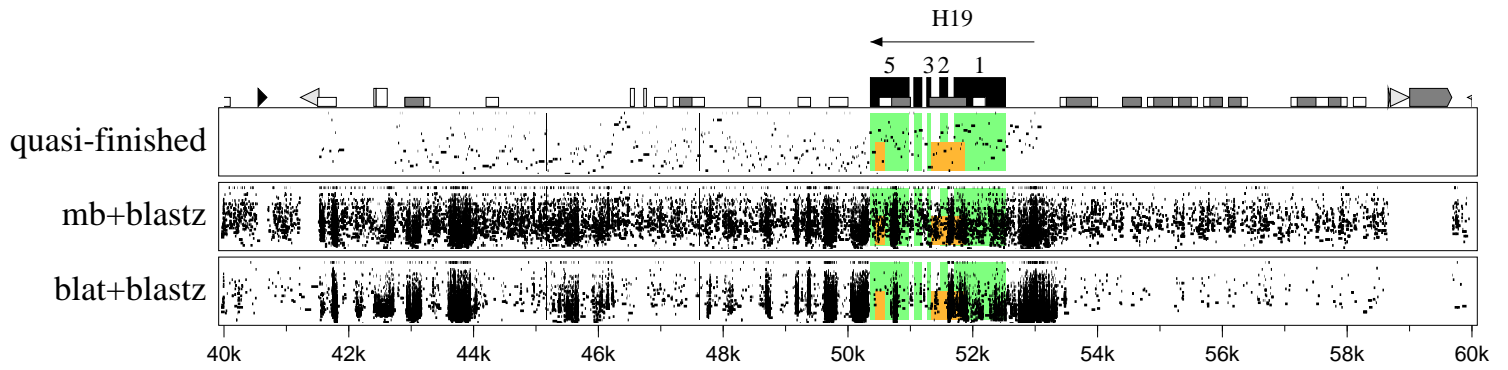 H19
5 3 2 1
quasi-finished
mb+blastz
blat+blastz
40k 42k 44k 46k 48k 50k 52k 54k 56k 58k 60k